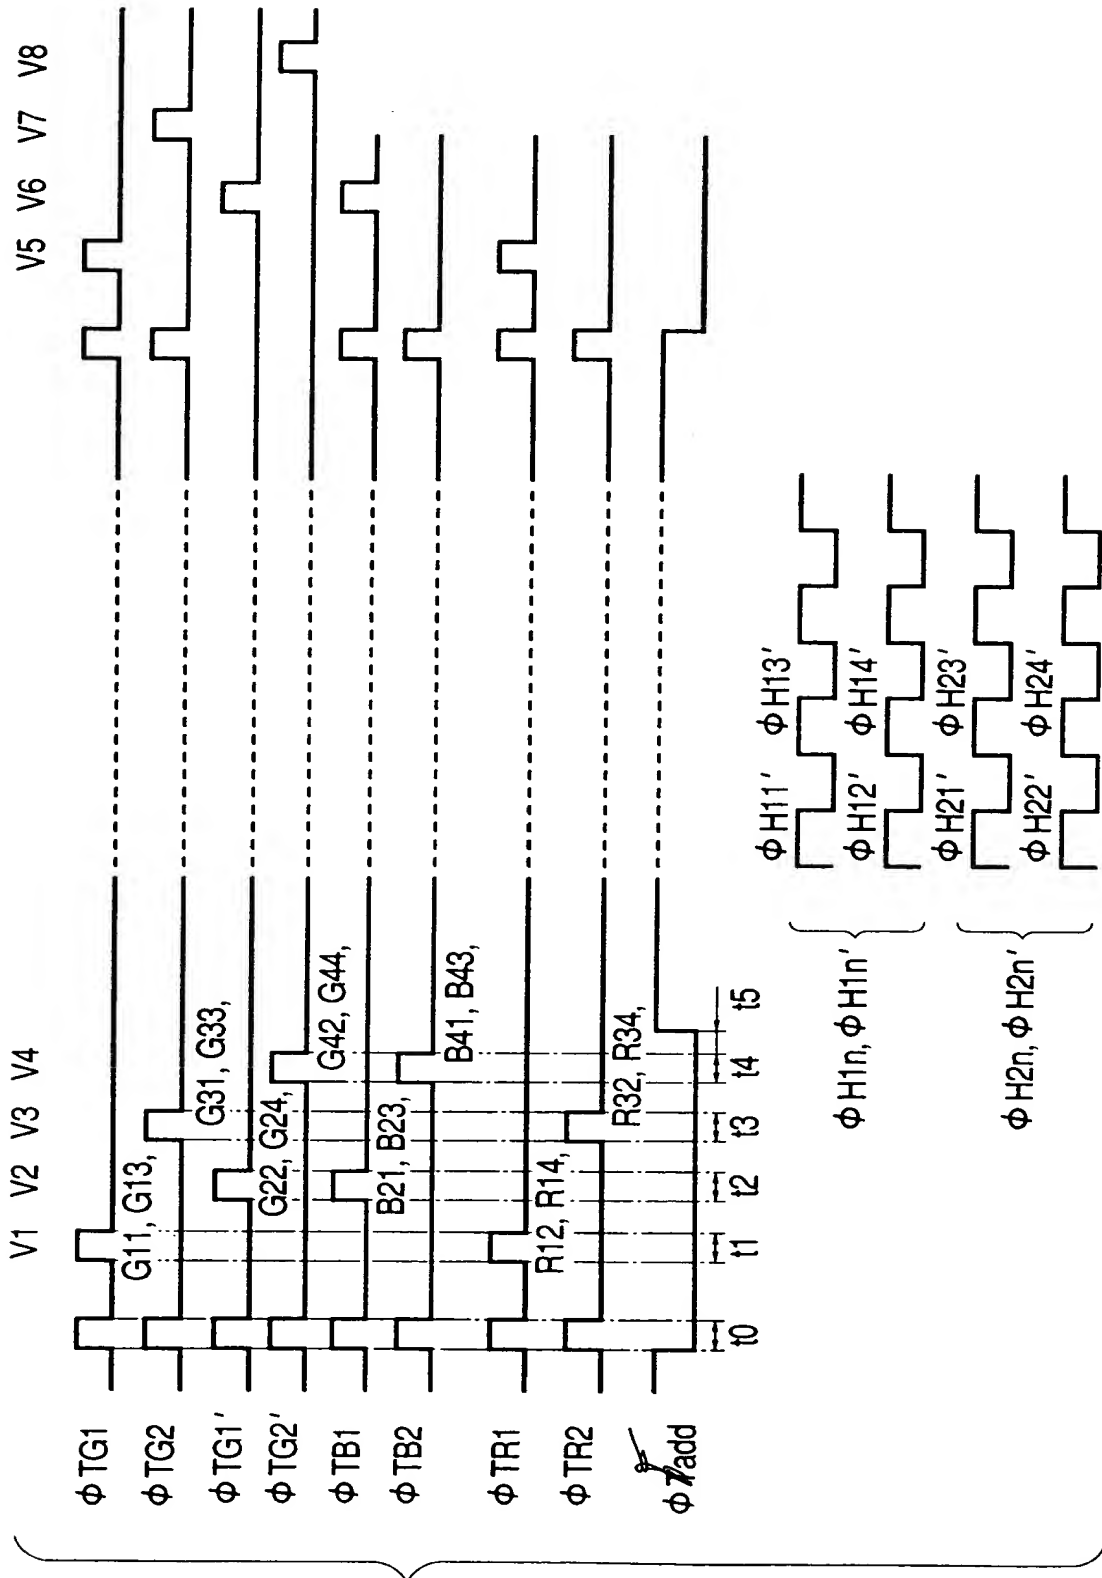 V1 V2 V3 V4 V5 V6 V7 V8
φTG1
G11, G13,
φTG2
G31, G33,
φTG1′
G22, G24,
φTG2′
G42, G44,
φTB1
B21, B23,
φTB2
B41, B43,
φTR1
R12, R14,
φTR2
R32, R34,
φ add
t0 t1 t2 t3 t4 t5
φH1n, φH1n′
φH11′ φH13′
φH12′ φH14′
φH2n, φH2n′
φH21′ φH23′
φH22′ φH24′